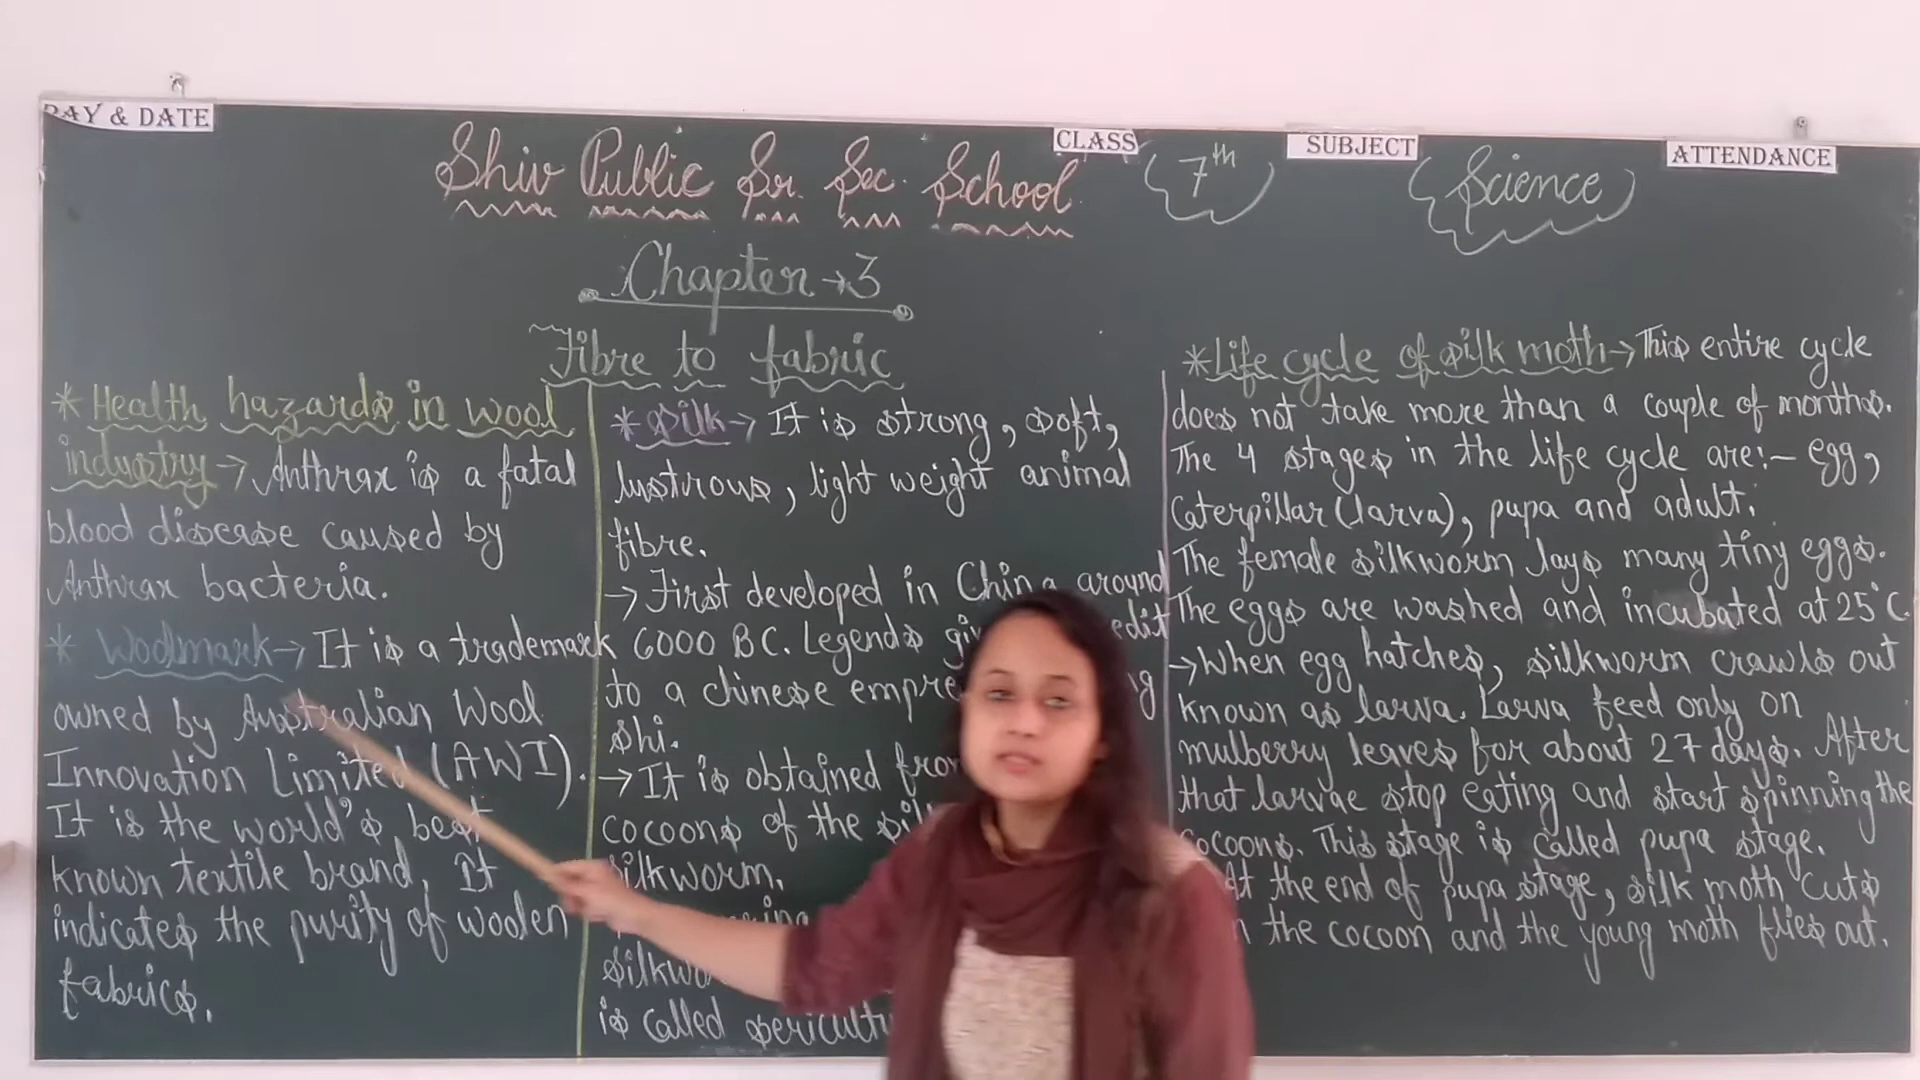 DAY & DATE
CLASS
SUBJECT
ATTENDANCE
Shiv Public Sr. Sec. School
7th
Science
Chapter → 3
Fibre to fabric
* Health hazards in wool
industry → Anthrax is a fatal
blood disease caused by
Anthrax bacteria.
* Woolmark → It is a trademark
owned by Australian Wool
Innovation Limited (AWI).
It is the world's best
known textile brand. It
indicates the purity of woolen
fabrics.
* Silk → It is strong, soft,
lustrous, light weight animal
fibre.
→ First developed in China around
6000 BC. Legends
to a chinese
shi.
→ It is obtained
cocoons of the
silkworm.
is called
* Life cycle of silk moth → This entire cycle
does not take more than a couple of months.
The 4 stages in the life cycle are:- egg,
Caterpillar (larva), pupa and adult.
The female silkworm lays many tiny eggs.
The eggs are washed and incubated at 25°C.
→ When egg hatches, silkworm crawls out
known as larva. Larva feed only on
mulberry leaves for about 27 days. After
that larvae stop eating and start spinning the
cocoons. This stage is called pupa stage.
At the end of pupa stage, silk moth cuts
the cocoon and the young moth flies out.